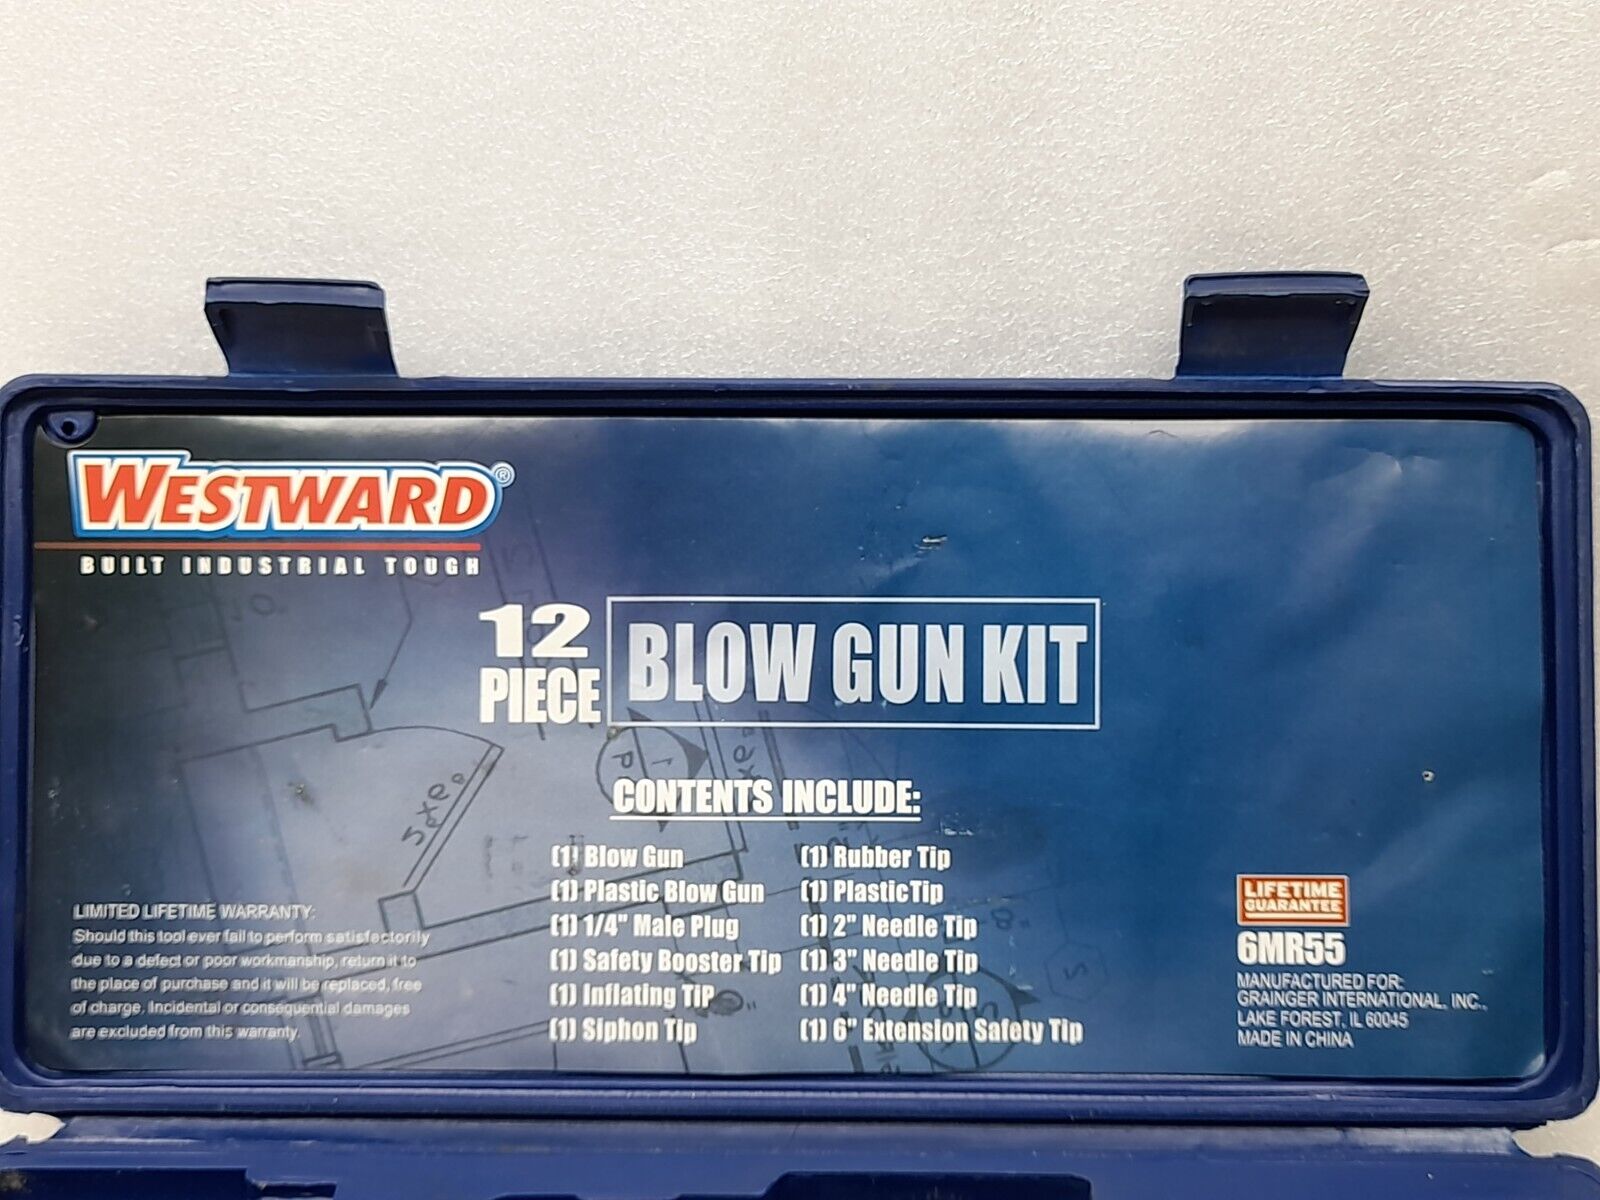 WESTWARD®
BUILT INDUSTRIAL TOUGH
12
PIECE
BLOW GUN KIT
CONTENTS INCLUDE:
(1) Blow Gun
(1) Plastic Blow Gun
(1) 1/4" Male Plug
(1) Safety Booster Tip
(1) Inflating TiP
(1) Siphon Tip
(1) Rubber Tip
(1) Plastic Tip
(1) 2" Needle Tip
(1) 3" Needle Tip
(1) 4" Needle Tip
(1) 6" Extension Safety Tip
LIMITED LIFETIME WARRANTY:
Should this tool ever fail to perform satisfactorily
due to a defect or poor workmanship, return it to
the place of purchase and it will be replaced, free
of charge. Incidental or consequential damages
are excluded from this warranty.
LIFETIME
GUARANTEE
6MR55
MANUFACTURED FOR:
GRAINGER INTERNATIONAL, INC.,
LAKE FOREST, IL 60045
MADE IN CHINA